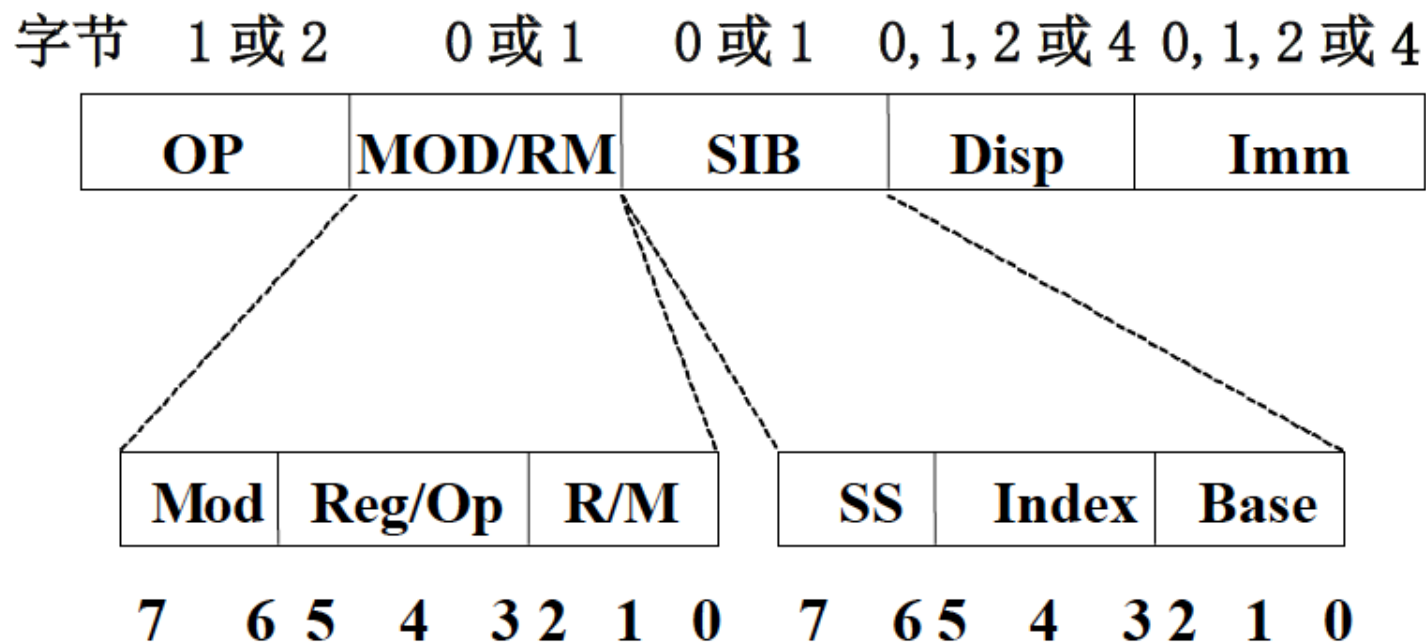 字节 1或2 0或1 0或1 0,1,2或4 0,1,2或4
OP MOD/RM SIB Disp Imm
Mod Reg/Op R/M SS Index Base
7 6 5 4 3 2 1 0 7 6 5 4 3 2 1 0